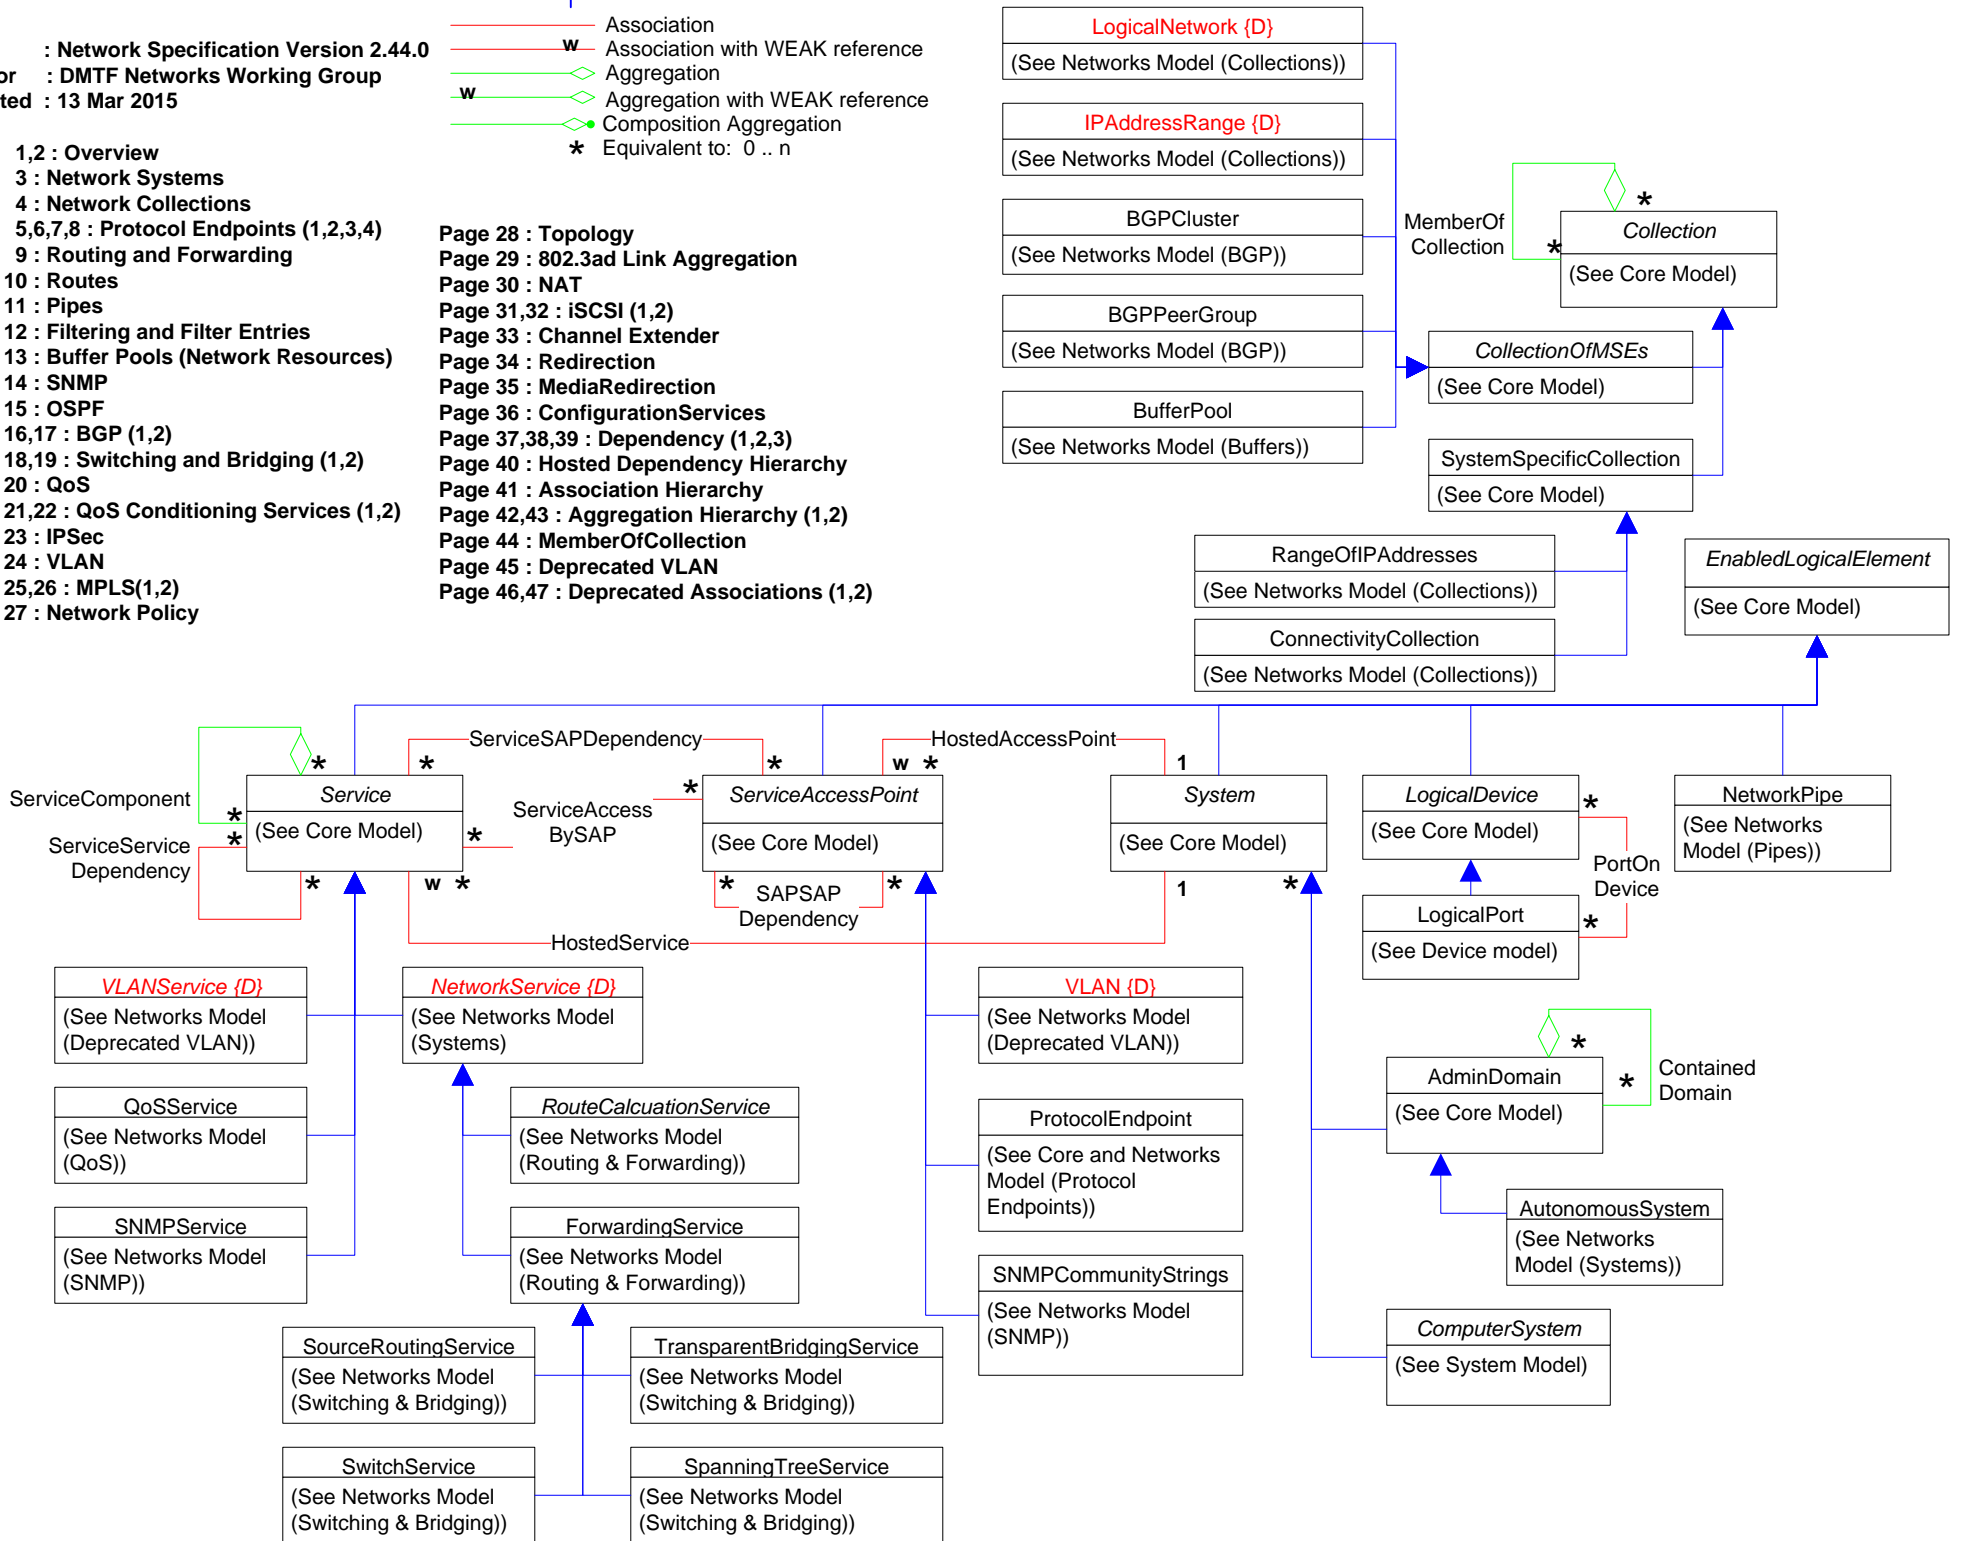 : Network Specification Version 2.44.0
or : DMTF Networks Working Group
ted : 13 Mar 2015
Association
w Association with WEAK reference
Aggregation
w Aggregation with WEAK reference
Composition Aggregation
* Equivalent to: 0 .. n
1,2 : Overview
3 : Network Systems
4 : Network Collections
5,6,7,8 : Protocol Endpoints (1,2,3,4)
9 : Routing and Forwarding
10 : Routes
11 : Pipes
12 : Filtering and Filter Entries
13 : Buffer Pools (Network Resources)
14 : SNMP
15 : OSPF
16,17 : BGP (1,2)
18,19 : Switching and Bridging (1,2)
20 : QoS
21,22 : QoS Conditioning Services (1,2)
23 : IPSec
24 : VLAN
25,26 : MPLS(1,2)
27 : Network Policy
Page 28 : Topology
Page 29 : 802.3ad Link Aggregation
Page 30 : NAT
Page 31,32 : iSCSI (1,2)
Page 33 : Channel Extender
Page 34 : Redirection
Page 35 : MediaRedirection
Page 36 : ConfigurationServices
Page 37,38,39 : Dependency (1,2,3)
Page 40 : Hosted Dependency Hierarchy
Page 41 : Association Hierarchy
Page 42,43 : Aggregation Hierarchy (1,2)
Page 44 : MemberOfCollection
Page 45 : Deprecated VLAN
Page 46,47 : Deprecated Associations (1,2)
LogicalNetwork {D}
(See Networks Model (Collections))
IPAddressRange {D}
(See Networks Model (Collections))
BGPCluster
(See Networks Model (BGP))
BGPPeerGroup
(See Networks Model (BGP))
BufferPool
(See Networks Model (Buffers))
MemberOf
Collection
*
*
Collection
(See Core Model)
CollectionOfMSEs
(See Core Model)
SystemSpecificCollection
(See Core Model)
RangeOfIPAddresses
(See Networks Model (Collections))
ConnectivityCollection
(See Networks Model (Collections))
EnabledLogicalElement
(See Core Model)
ServiceComponent
*
*
ServiceService
Dependency
*
*
Service
(See Core Model)
*
ServiceSAPDependency
*
*
ServiceAccess
BySAP
*
ServiceAccessPoint
(See Core Model)
*
SAPSAP
Dependency
*
w *
HostedAccessPoint
1
w *
HostedService
1
System
(See Core Model)
*
LogicalDevice
(See Core Model)
*
PortOn
Device
*
LogicalPort
(See Device model)
NetworkPipe
(See Networks
Model (Pipes))
VLANService {D}
(See Networks Model
(Deprecated VLAN))
NetworkService {D}
(See Networks Model
(Systems)
QoSService
(See Networks Model
(QoS))
RouteCalcuationService
(See Networks Model
(Routing & Forwarding))
SNMPService
(See Networks Model
(SNMP))
ForwardingService
(See Networks Model
(Routing & Forwarding))
SourceRoutingService
(See Networks Model
(Switching & Bridging))
TransparentBridgingService
(See Networks Model
(Switching & Bridging))
SwitchService
(See Networks Model
(Switching & Bridging))
SpanningTreeService
(See Networks Model
(Switching & Bridging))
VLAN {D}
(See Networks Model
(Deprecated VLAN))
ProtocolEndpoint
(See Core and Networks
Model (Protocol
Endpoints))
SNMPCommunityStrings
(See Networks Model
(SNMP))
*
*
Contained
Domain
AdminDomain
(See Core Model)
AutonomousSystem
(See Networks
Model (Systems))
ComputerSystem
(See System Model)